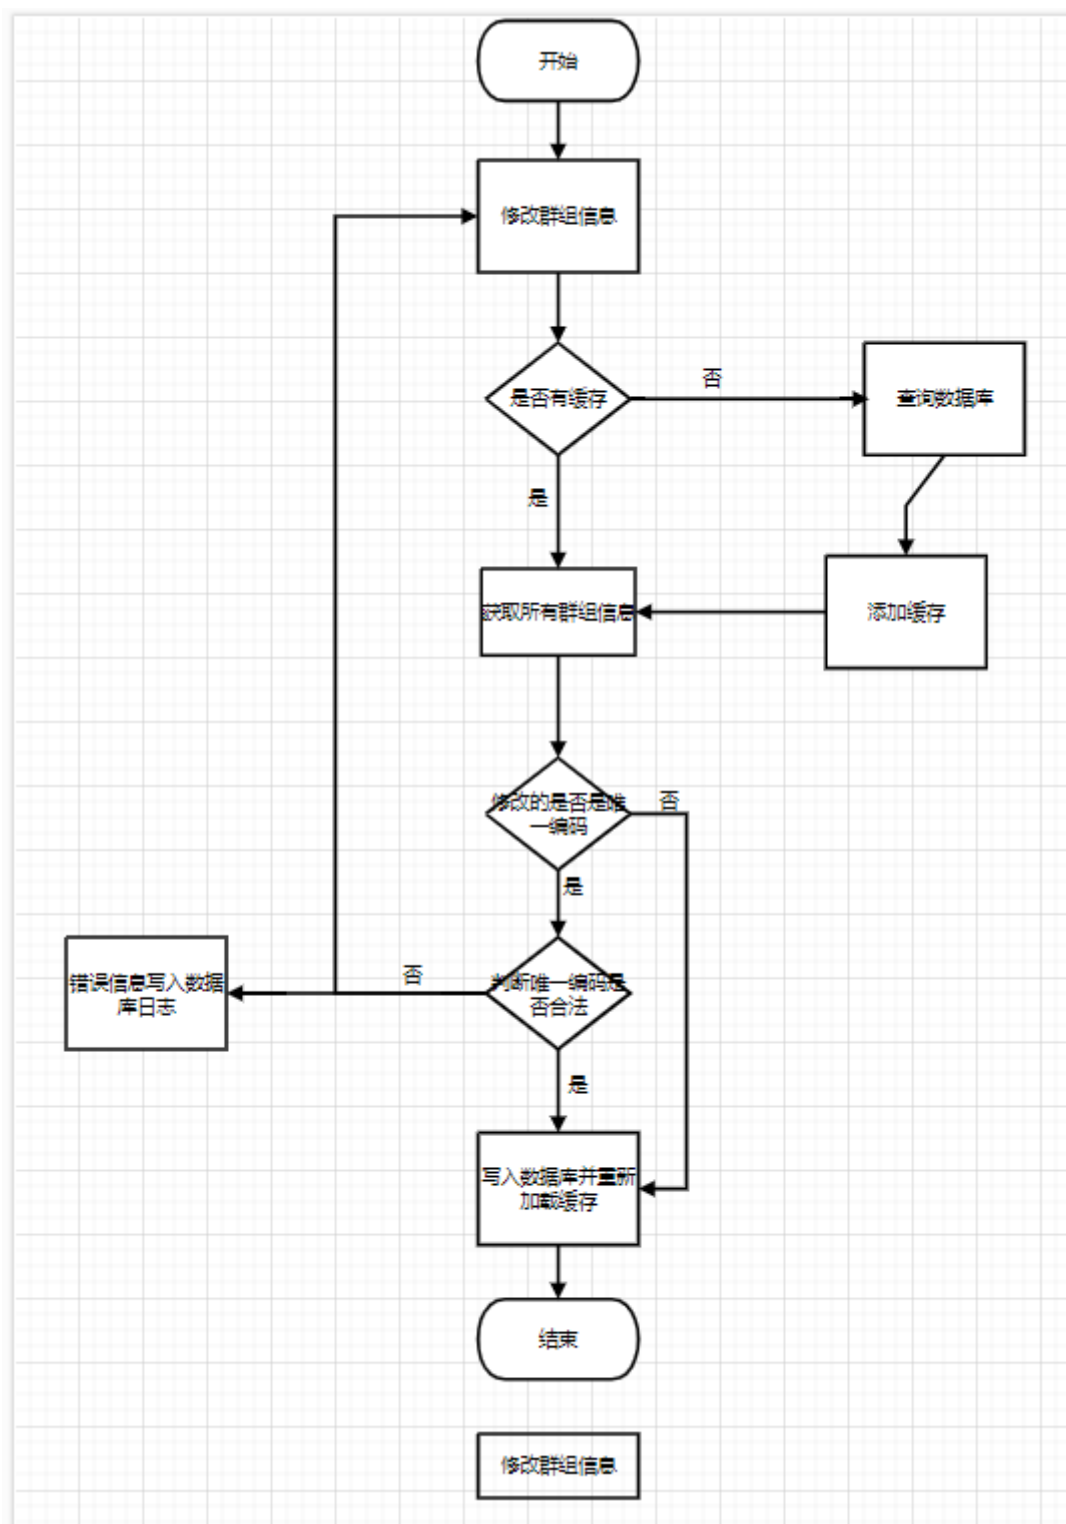 开始
修改群组信息
是否有缓存
否
查询数据库
是
获取所有群组信息
添加缓存
修改的是否是唯
一编码
否
是
错误信息写入数据
库日志
否
判断唯一编码是
否合法
是
写入数据库并重新
加载缓存
结束
修改群组信息